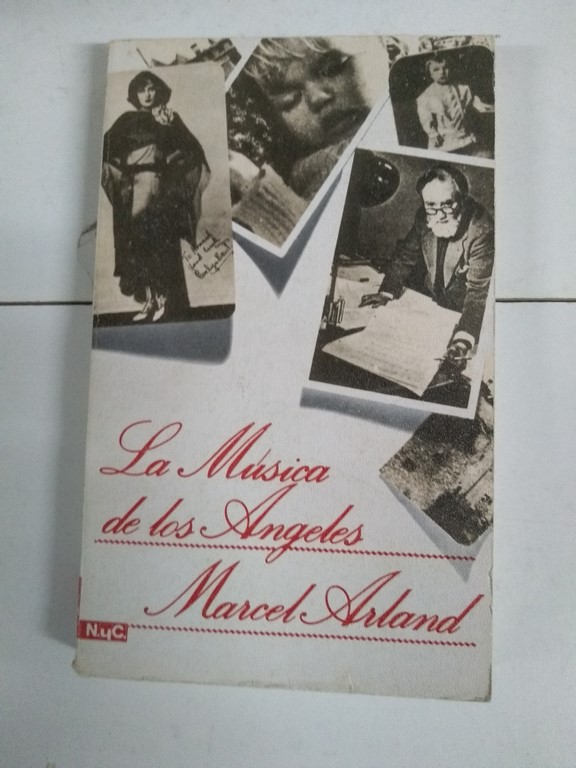 La Música
de los Angeles
Marcel Arland
N.yC.